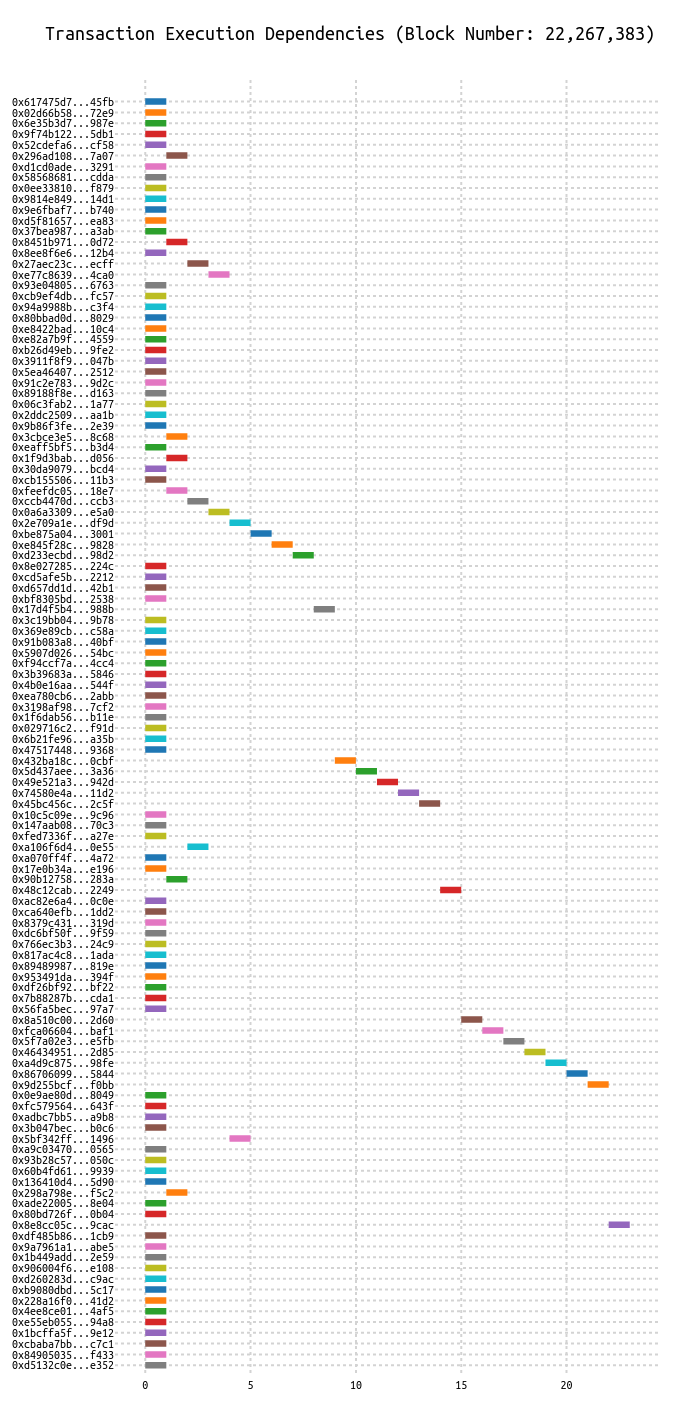 Transaction Execution Dependencies (Block Number: 22,267,383)
0x617475d7...45fb
0x02d66b58...72e9
0x6e35b3d7...987e
0x9f74b122...5db1
0x52cdefa6...cf58
0x296ad108...7a07
0xd1cd0ade...3291
0x58568681...cdda
0x0ee33810...f879
0x9814e849...14d1
0x9e6fbaf7...b740
0xd5f81657...ea83
0x37bea987...a3ab
0x8451b971...0d72
0x8ee8f6e6...12b4
0x27aec23c...ecff
0xe77c8639...4ca0
0x93e04805...6763
0xcb9ef4db...fc57
0x94a9988b...c3f4
0x80bbad0d...8029
0xe8422bad...10c4
0xe82a7b9f...4559
0xb26d49eb...9fe2
0x3911f8f9...047b
0x5ea46407...2512
0x91c2e783...9d2c
0x89188f8e...d163
0x06c3fab2...1a77
0x2ddc2509...aa1b
0x9b86f3fe...2e39
0x3cbce3e5...8c68
0xeaff5bf5...b3d4
0x1f9d3bab...d056
0x30da9079...bcd4
0xcb155506...11b3
0xfeefdc05...18e7
0xccb4470d...ccb3
0x0a6a3309...e5a0
0x2e709a1e...df9d
0xbe875a04...3001
0xe845f28c...9828
0xd233ecbd...98d2
0x8e027285...224c
0xcd5afe5b...2212
0xd657dd1d...42b1
0xbf8305bd...2538
0x17d4f5b4...988b
0x3c19bb04...9b78
0x369e89cb...c58a
0x91b083a8...40bf
0x5907d026...54bc
0xf94ccf7a...4cc4
0x3b39683a...5846
0x4b0e16aa...544f
0xea780cb6...2abb
0x3198af98...7cf2
0x1f6dab56...b11e
0x029716c2...f91d
0x6b21fe96...a35b
0x47517448...9368
0x432ba18c...0cbf
0x5d437aee...3a36
0x49e521a3...942d
0x74580e4a...11d2
0x45bc456c...2c5f
0x10c5c09e...9c96
0x147aab08...70c3
0xfed7336f...a27e
0xa106f6d4...0e55
0xa070ff4f...4a72
0x17e0b34a...e196
0x90b12758...283a
0x48c12cab...2249
0xac82e6a4...0c0e
0xca640efb...1dd2
0x8379c431...319d
0xdc6bf50f...9f59
0x766ec3b3...24c9
0x817ac4c8...1ada
0x89489987...819e
0x953491da...394f
0xdf26bf92...bf22
0x7b88287b...cda1
0x56fa5bec...97a7
0x8a510c00...2d60
0xfca06604...baf1
0x5f7a02e3...e5fb
0x46434951...2d85
0xa4d9c875...98fe
0x86706099...5844
0x9d255bcf...f0bb
0x0e9ae80d...8049
0xfc579564...643f
0xadbc7bb5...a9b8
0x3b047bec...b0c6
0x5bf342ff...1496
0xa9c03470...0565
0x93b28c57...050c
0x60b4fd61...9939
0x136410d4...5d90
0x298a798e...f5c2
0xade22005...8e04
0x80bd726f...0b04
0x8e8cc05c...9cac
0xdf485b86...1cb9
0x9a7961a1...abe5
0x1b449add...2e59
0x906004f6...e108
0xd260283d...c9ac
0xb9080dbd...5c17
0x228a16f0...41d2
0x4ee8ce01...4af5
0xe55eb055...94a8
0x1bcffa5f...9e12
0xcbaba7bb...c7c1
0x84905035...f433
0xd5132c0e...e352
0 5 10 15 20